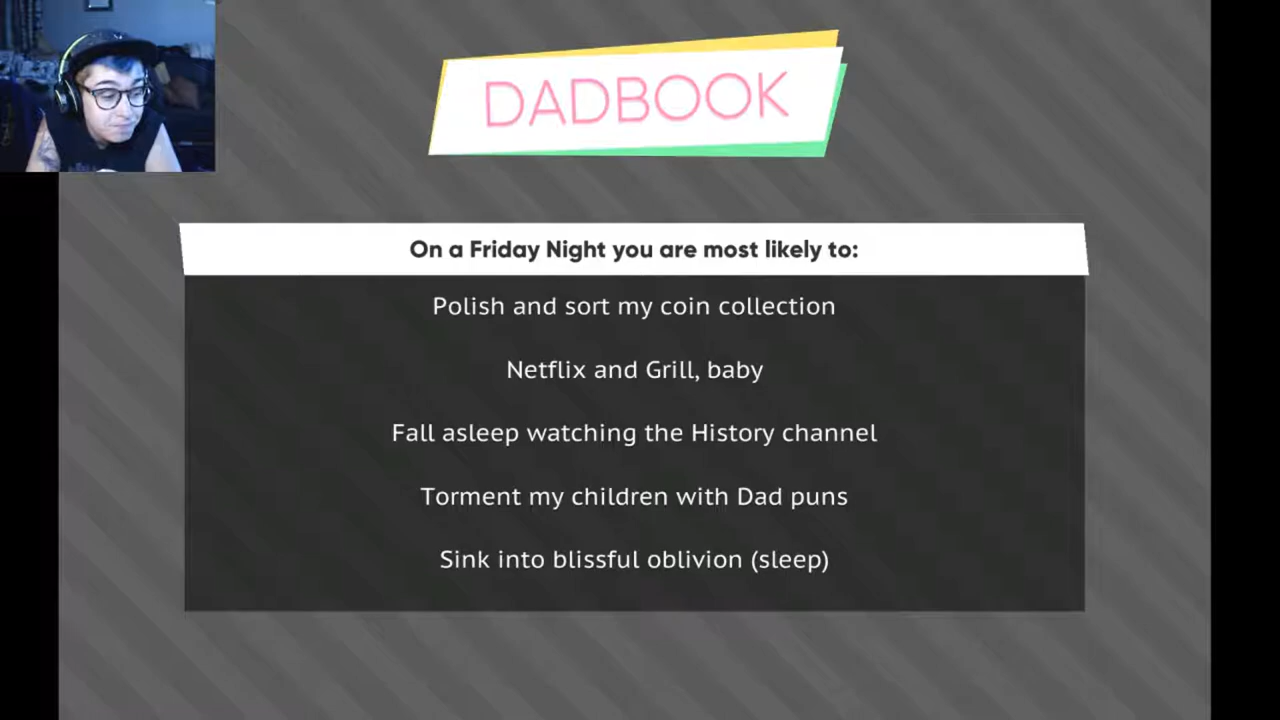 DADBOOK
On a Friday Night you are most likely to:
Polish and sort my coin collection
Netflix and Grill, baby
Fall asleep watching the History channel
Torment my children with Dad puns
Sink into blissful oblivion (sleep)